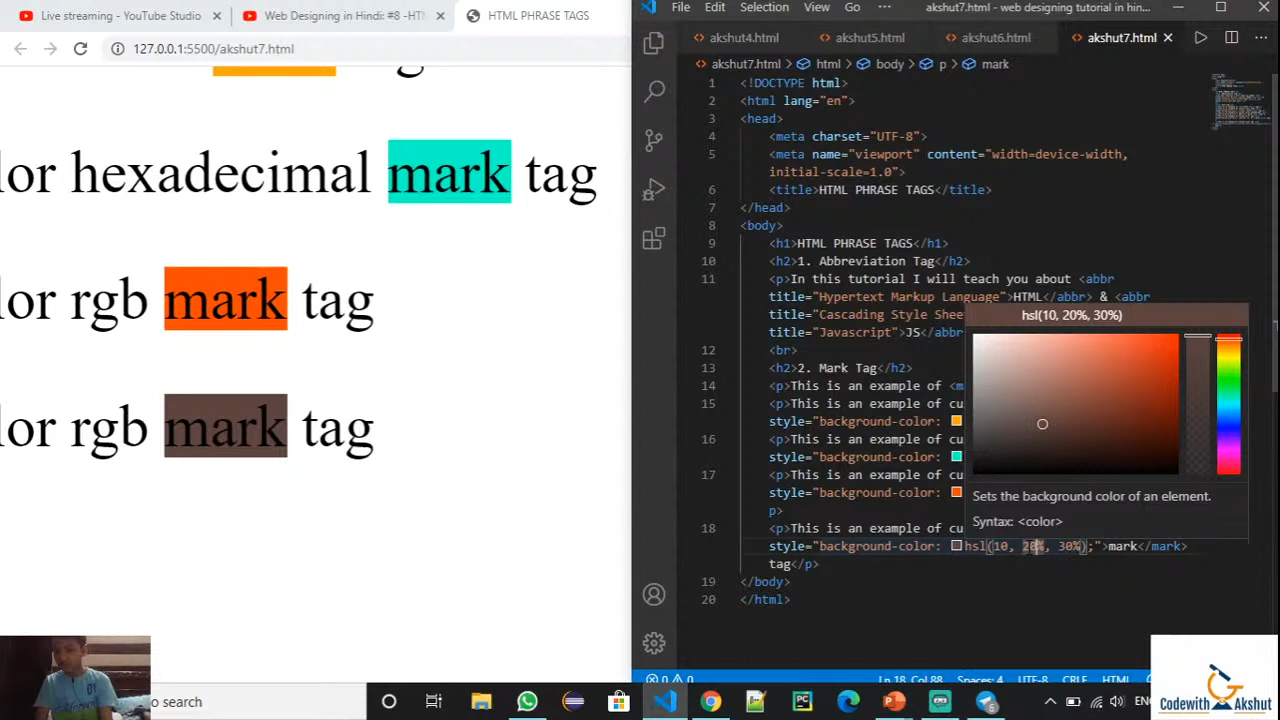 Live streaming - YouTube Studio
Web Designing in Hindi: #8 -HTM
HTML PHRASE TAGS
127.0.0.1:5500/akshut7.html
lor hexadecimal mark tag
lor rgb mark tag
lor rgb mark tag
File Edit View Go ··· akshut7.html - web designing tutorial in hin...
akshut4.html akshut5.html akshut6.html akshut7.html
akshut7.html > html > body > p > mark
1 <!DOCTYPE html>
2 <html lang="en">
3 <head>
4 <meta charset="UTF-8">
5 <meta name="viewport" content="width=device-width,
initial-scale=1.0">
6 <title>HTML PHRASE TAGS</title>
7 </head>
8 <body>
9 <h1>HTML PHRASE TAGS</h1>
10 <h2>1. Abbreviation Tag</h2>
11 <p>In this tutorial I will teach you about <abbr
title="Hypertext Markup Language">HTML</abbr> & <abbr
title="Cascading Style Shee
title="Javascript">JS</abbr
12 <br>
13 <h2>2. Mark Tag</h2>
14 <p>This is an example of <m
15 <p>This is an example of cu
style="background-color:
16 <p>This is an example of cu
style="background-color:
17 <p>This is an example of cu
style="background-color:
p>
18 <p>This is an example of cu
style="background-color: hsl(10, 20%, 30%);">mark</mark>
tag</p>
19 </body>
20 </html>
hsl(10, 20%, 30%)
Sets the background color of an element.
Syntax: <color>
0 0 Ln 18, Col 88 Spaces: 4 UTF-8 CRLF HTML
o search
ENG
Codewith Akshut